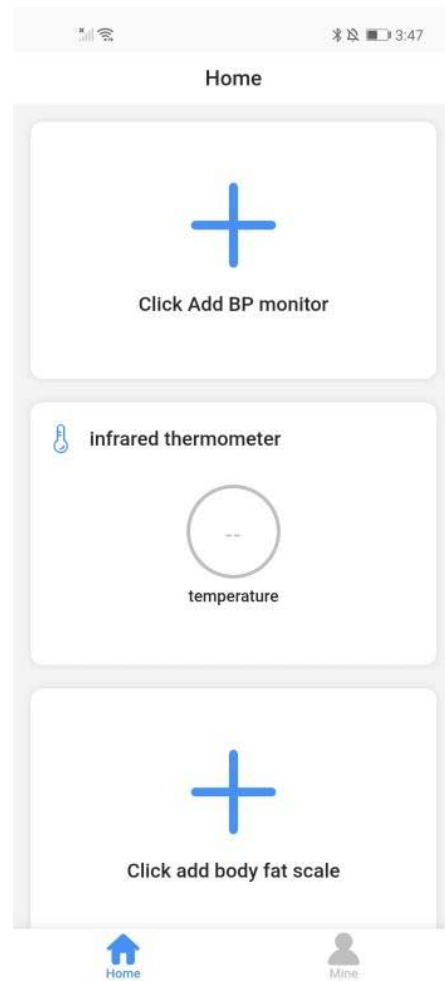 3:47
Home
Click Add BP monitor
infrared thermometer
--
temperature
Click add body fat scale
Home
Mine